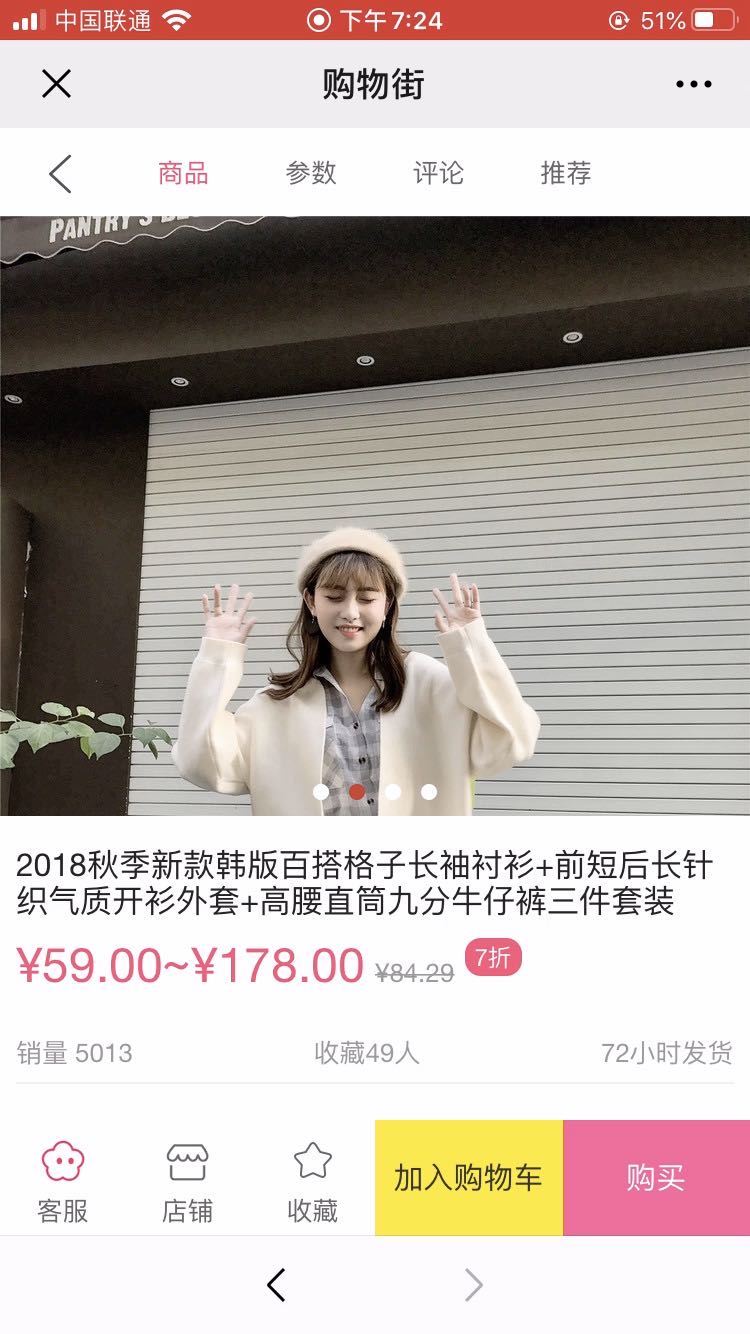 中国联通 下午7:24 51%
购物街
商品 参数 评论 推荐
PANTRY'S
2018秋季新款韩版百搭格子长袖衬衫+前短后长针
织气质开衫外套+高腰直筒九分牛仔裤三件套装
¥59.00~¥178.00 ¥84.29 7折
销量 5013 收藏49人 72小时发货
客服 店铺 收藏 加入购物车 购买